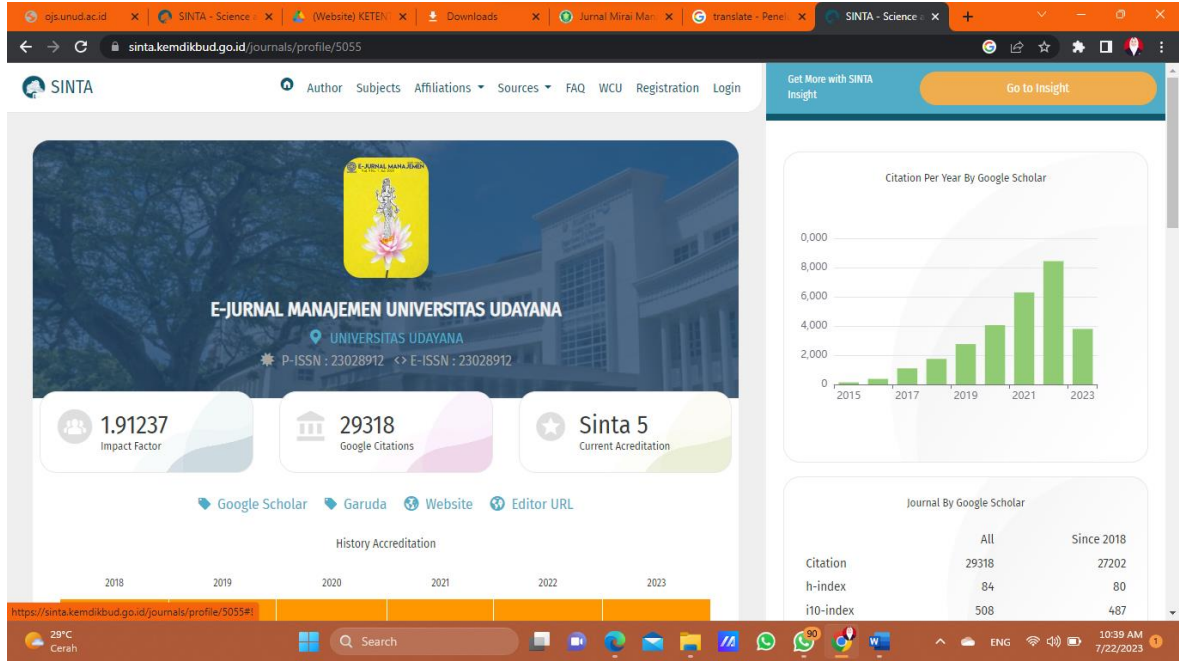 ojs.unud.ac.id
SINTA - Science a
(Website) KETEN
Downloads
Jurnal Mirai Man
translate - Penel
SINTA - Science a
sinta.kemdikbud.go.id/journals/profile/5055
SINTA
Author Subjects Affiliations Sources FAQ WCU Registration Login
Get More with SINTA
Insight
Go to Insight
E-JURNAL MANAJEMEN
E-JURNAL MANAJEMEN UNIVERSITAS UDAYANA
UNIVERSITAS UDAYANA
P-ISSN : 23028912 <> E-ISSN : 23028912
1.91237
Impact Factor
29318
Google Citations
Sinta 5
Current Acreditation
Google Scholar Garuda Website Editor URL
History Accreditation
2018 2019 2020 2021 2022 2023
Citation Per Year By Google Scholar
0,000
8,000
6,000
4,000
2,000
0
2015 2017 2019 2021 2023
Journal By Google Scholar
All Since 2018
Citation 29318 27202
h-index 84 80
i10-index 508 487
https://sinta.kemdikbud.go.id/journals/profile/5055#!
29°C
Cerah
Search
90
ENG
10:39 AM
7/22/2023
1